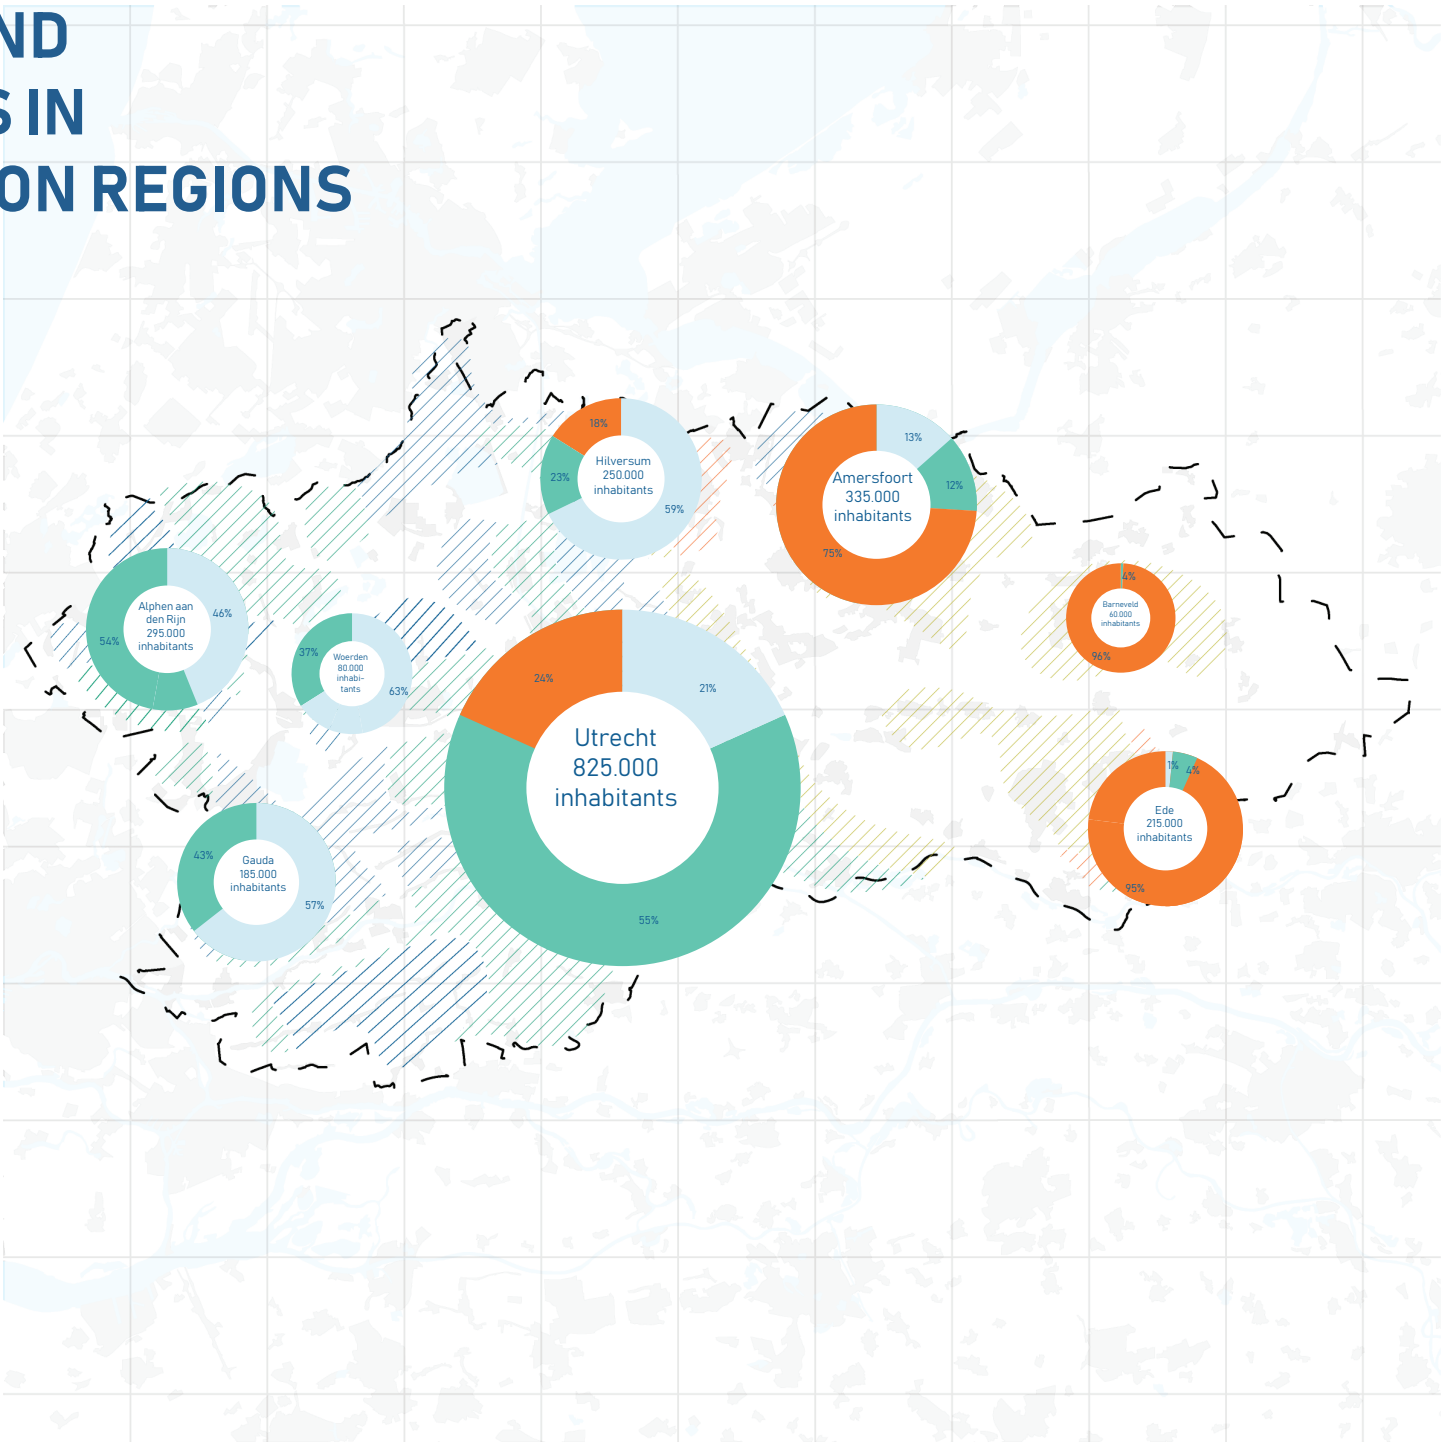 ND
S IN
ON REGIONS
18%
Hilversum
250.000
inhabitants
23%
59%
13%
Amersfoort
335.000
inhabitants
12%
75%
4%
Barneveld
60.000
inhabitants
96%
Alphen aan
den Rijn
295.000
inhabitants
46%
54%
37%
Woerden
80.000
inhabi-
tants
63%
24%
21%
Utrecht
825.000
inhabitants
55%
1%
4%
Ede
215.000
inhabitants
95%
43%
Gauda
185.000
inhabitants
57%